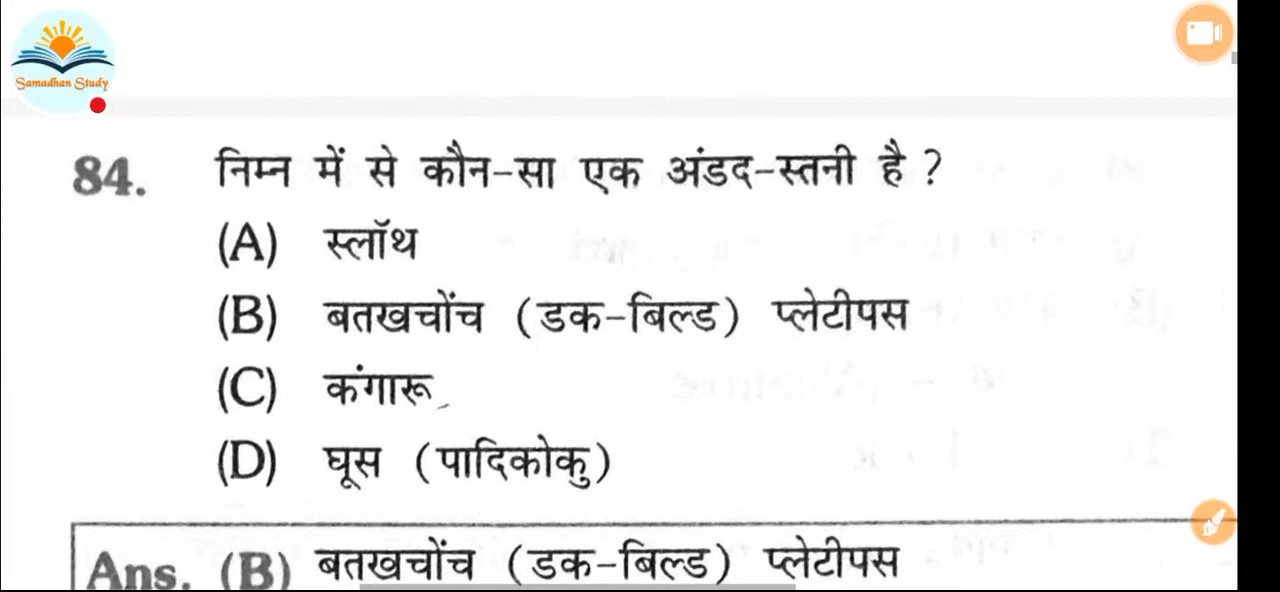 Samadhan Study
84. निम्न में से कौन-सा एक अंडद-स्तनी है ?
(A) स्लॉथ
(B) बतखचोंच (डक-बिल्ड) प्लेटीपस
(C) कंगारू
(D) घूस (पादिकोकु)
Ans. (B) बतखचोंच (डक-बिल्ड) प्लेटीपस